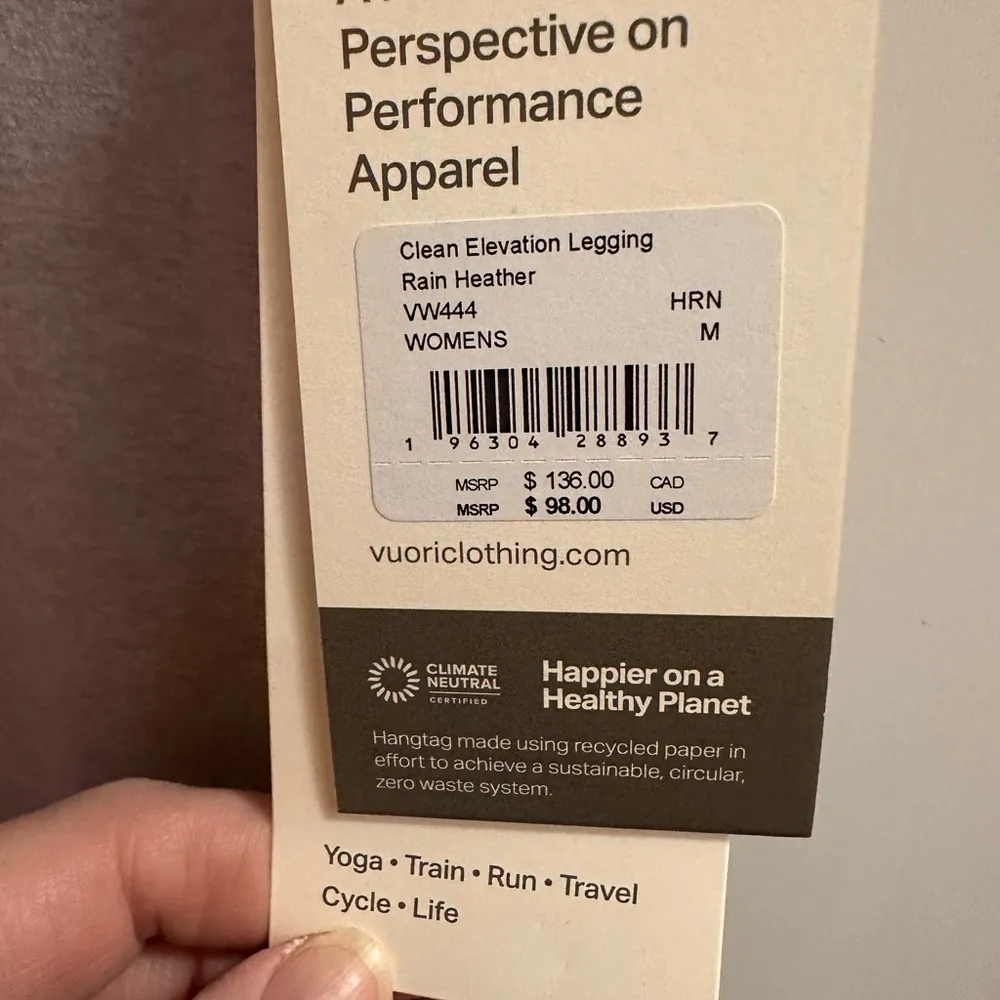 Perspective on
Performance
Apparel
Clean Elevation Legging
Rain Heather
VW444 HRN
WOMENS M
1 96304 28893 7
MSRP $ 136.00 CAD
MSRP $ 98.00 USD
vuoriclothing.com
CLIMATE
NEUTRAL
CERTIFIED
Happier on a
Healthy Planet
Hangtag made using recycled paper in
effort to achieve a sustainable, circular,
zero waste system.
Yoga • Train • Run • Travel
Cycle • Life